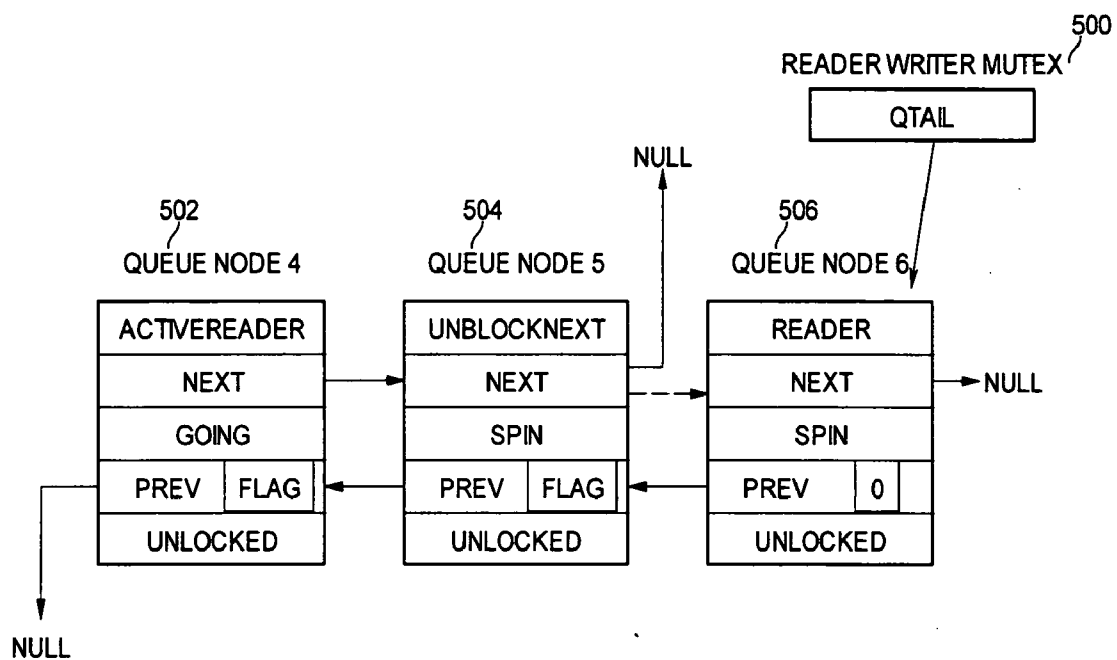 500
READER WRITER MUTEX
QTAIL
NULL
502
504
506
QUEUE NODE 4
QUEUE NODE 5
QUEUE NODE 6
ACTIVEREADER
UNBLOCKNEXT
READER
NEXT
NEXT
NEXT
NULL
GOING
SPIN
SPIN
PREV FLAG
PREV FLAG
PREV 0
UNLOCKED
UNLOCKED
UNLOCKED
NULL